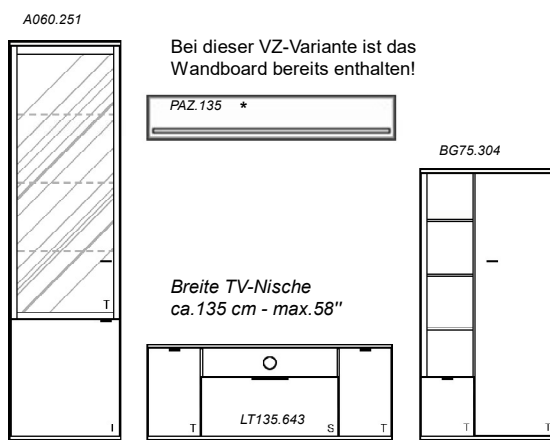 A060.251
Bei dieser VZ-Variante ist das
Wandboard bereits enthalten!
PAZ.135 *
BG75.304
Breite TV-Nische
ca.135 cm - max.58"
T
I
T
LT135.643
S
T
T
T